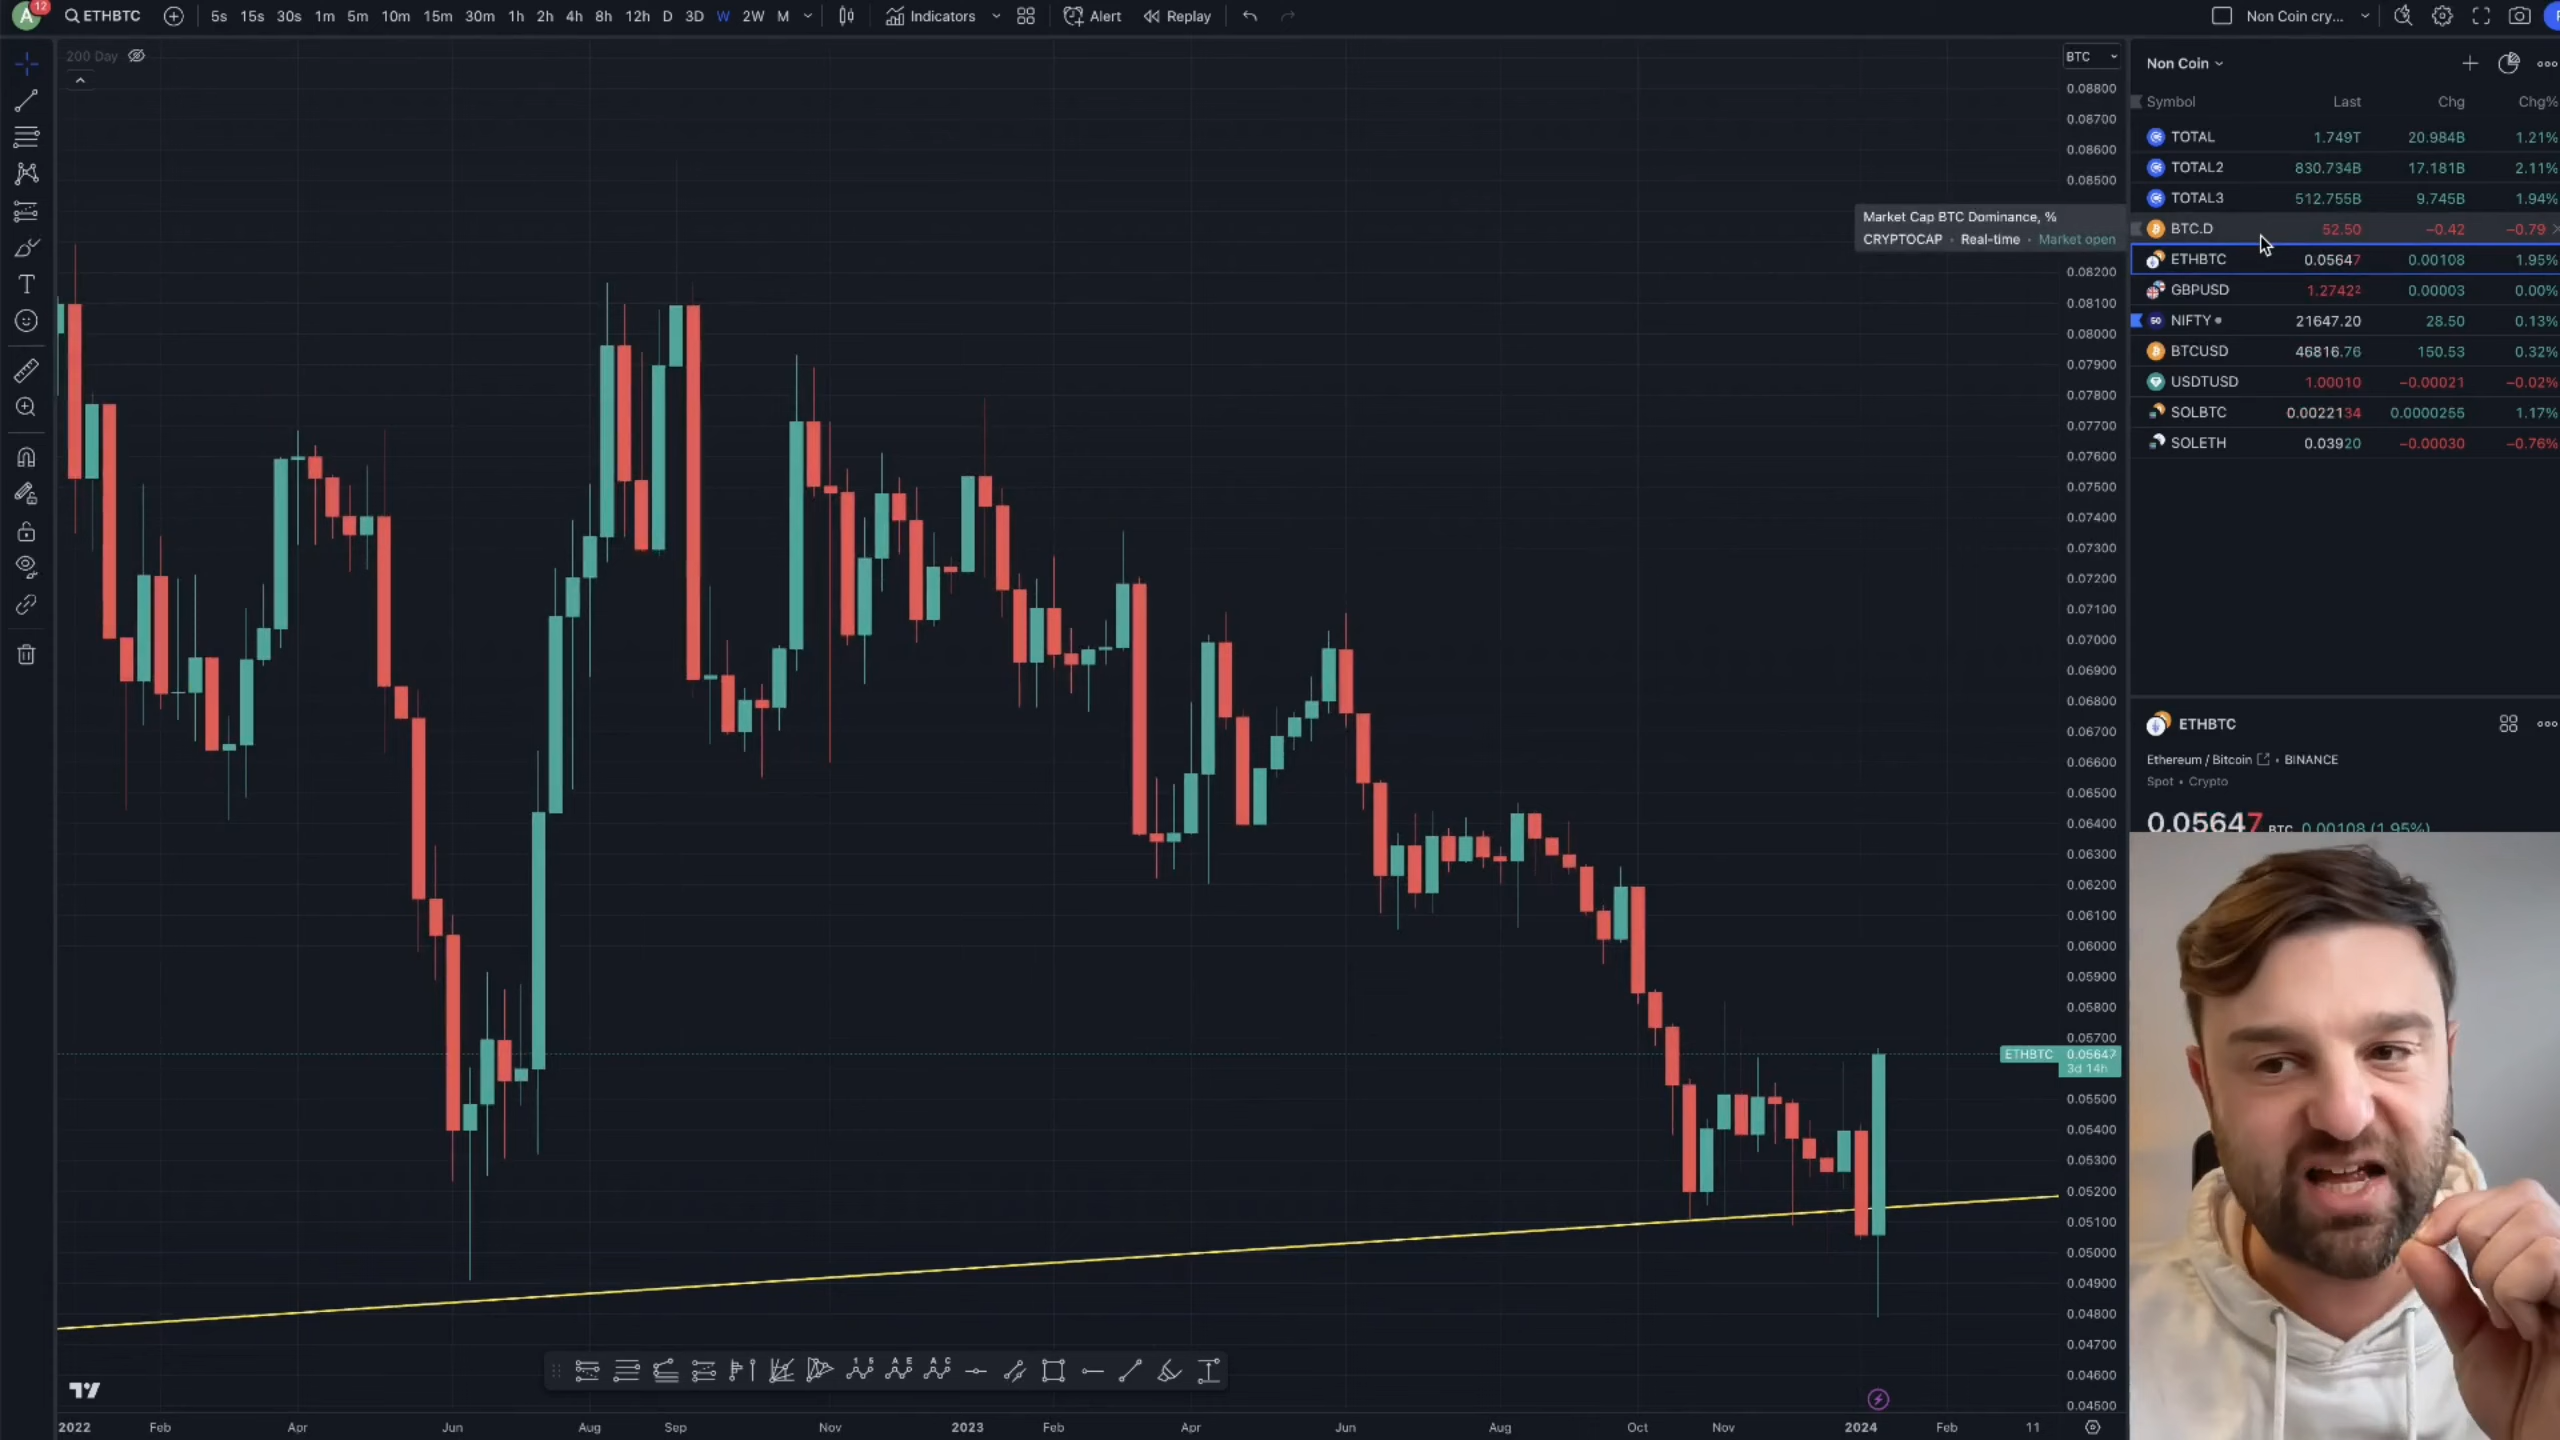 A 12 ETHBTC 5s 15s 30s 1m 5m 10m 15m 30m 1h 2h 4h 8h 12h D 3D W 2W M Indicators Alert Replay Non Coin cry...
200 Day
BTC
0.08800
0.08700
0.08600
0.08500
0.08200
0.08100
0.08000
0.07900
0.07800
0.07700
0.07600
0.07500
0.07400
0.07300
0.07200
0.07100
0.07000
0.06900
0.06800
0.06700
0.06600
0.06500
0.06400
0.06300
0.06200
0.06100
0.06000
0.05900
0.05800
0.05700
ETHBTC 0.05647
3d 14h
0.05500
0.05400
0.05300
0.05200
0.05100
0.05000
0.04900
0.04800
0.04700
0.04600
0.04500
2022 Feb Apr Jun Aug Sep Nov 2023 Feb Apr Jun Aug Oct Nov 2024 Feb 11
Market Cap BTC Dominance, %
CRYPTOCAP • Real-time • Market open
Non Coin
Symbol Last Chg Chg%
TOTAL 1.749T 20.984B 1.21%
TOTAL2 830.734B 17.181B 2.11%
TOTAL3 512.755B 9.745B 1.94%
BTC.D 52.50 −0.42 −0.79
ETHBTC 0.05647 0.00108 1.95%
GBPUSD 1.27422 0.00003 0.00%
50 NIFTY 21647.20 28.50 0.13%
BTCUSD 46816.76 150.53 0.32%
USDTUSD 1.00010 −0.00021 −0.02%
SOLBTC 0.0022134 0.0000255 1.17%
SOLETH 0.03920 −0.00030 −0.76%
ETHBTC
Ethereum / Bitcoin • BINANCE
Spot • Crypto
0.05647 BTC 0.00108 (1.95%)